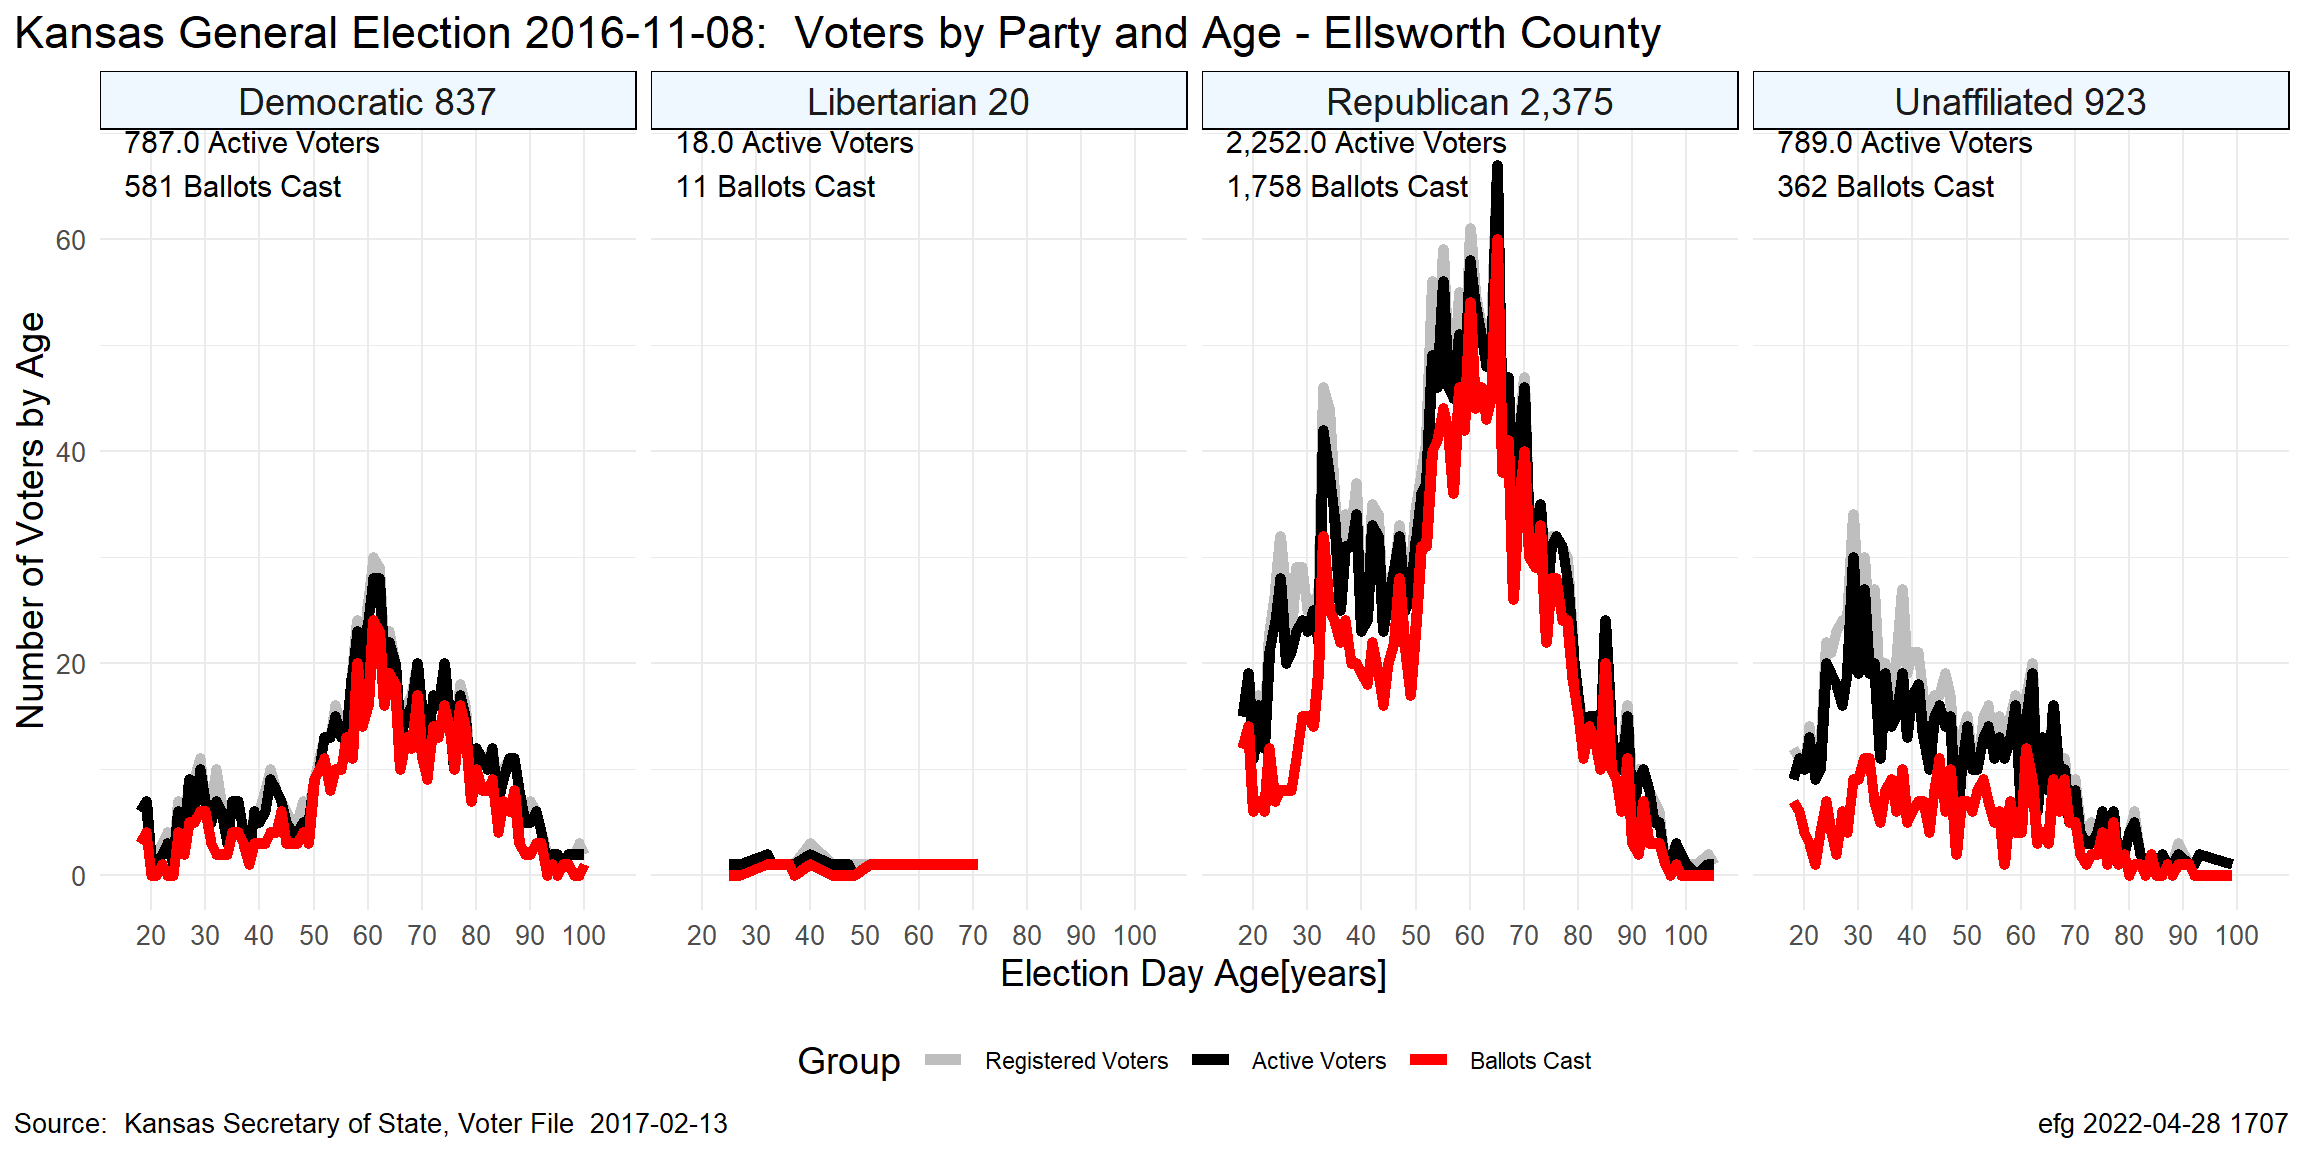 Kansas General Election 2016-11-08:  Voters by Party and Age - Ellsworth County
Democratic 837
Libertarian 20
Republican 2,375
Unaffiliated 923
787.0 Active Voters
581 Ballots Cast
18.0 Active Voters
11 Ballots Cast
2,252.0 Active Voters
1,758 Ballots Cast
789.0 Active Voters
362 Ballots Cast
Number of Voters by Age
60
40
20
0
20 30 40 50 60 70 80 90 100
20 30 40 50 60 70 80 90 100
20 30 40 50 60 70 80 90 100
20 30 40 50 60 70 80 90 100
Election Day Age[years]
Group Registered Voters Active Voters Ballots Cast
Source:  Kansas Secretary of State, Voter File  2017-02-13
efg 2022-04-28 1707